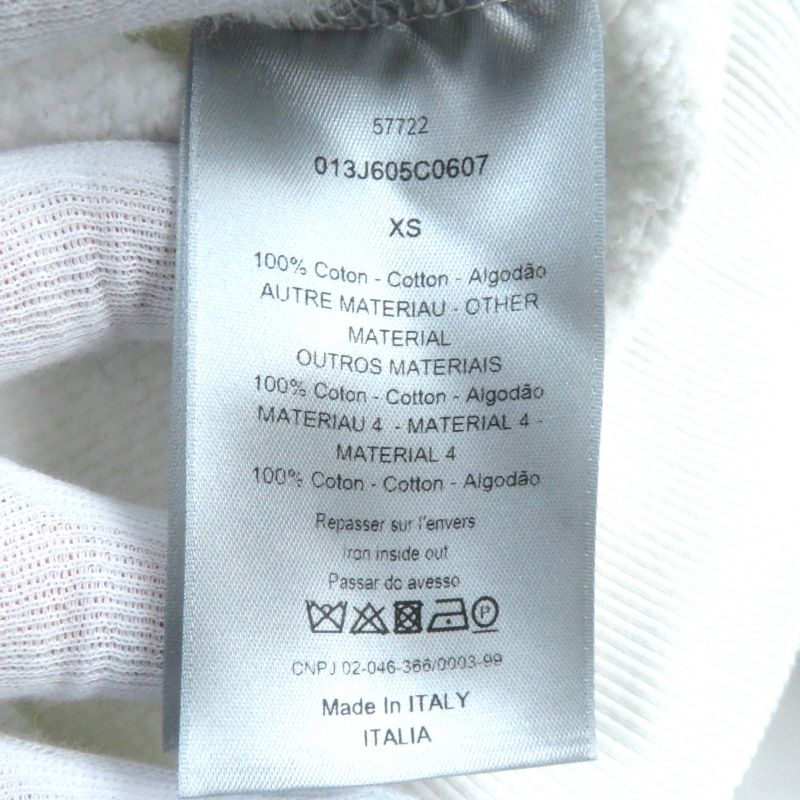 57722
013J605C0607
XS
100% Coton - Cotton - Algodão
AUTRE MATERIAU - OTHER
MATERIAL
OUTROS MATERIAIS
100% Coton - Cotton - Algodão
MATERIAU 4 - MATERIAL 4 -
MATERIAL 4
100% Coton - Cotton - Algodão
Repasser sur l'envers
Iron inside out
Passar do avesso
P
CNPJ 02-046-366/0003-99
Made In ITALY
ITALIA